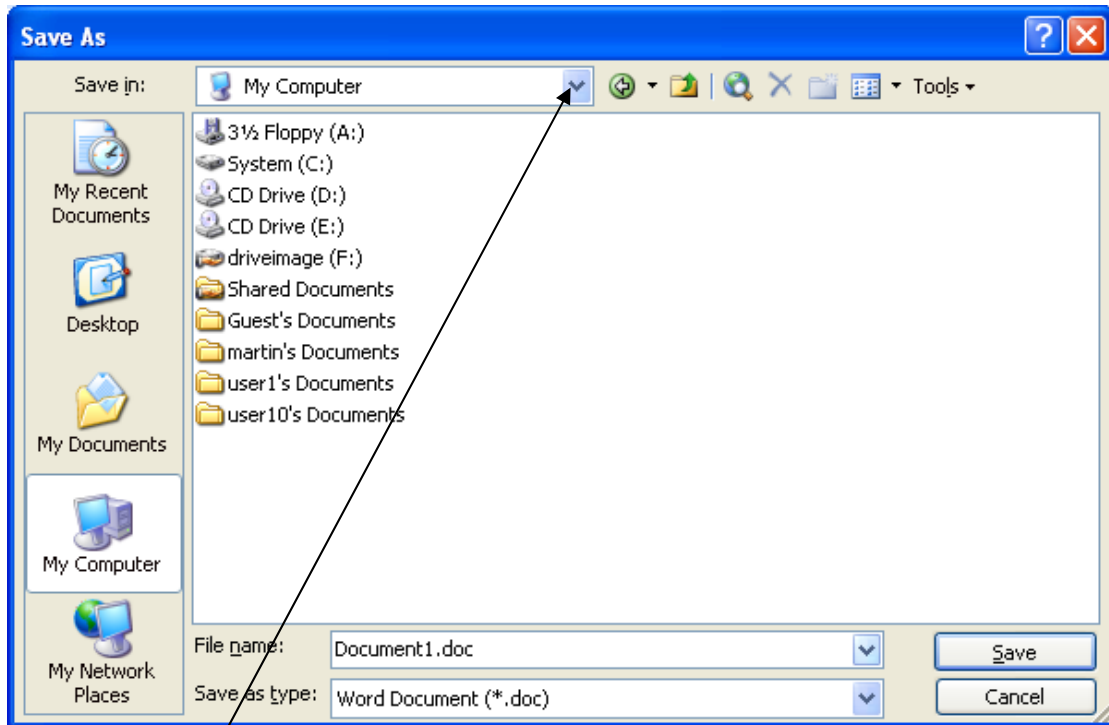 Save As
Save in:
My Computer
Tools
My Recent
Documents
Desktop
My Documents
My Computer
My Network
Places
3½ Floppy (A:)
System (C:)
CD Drive (D:)
CD Drive (E:)
driveimage (F:)
Shared Documents
Guest's Documents
martin's Documents
user1's Documents
user10's Documents
File name:
Document1.doc
Save
Save as type:
Word Document (*.doc)
Cancel